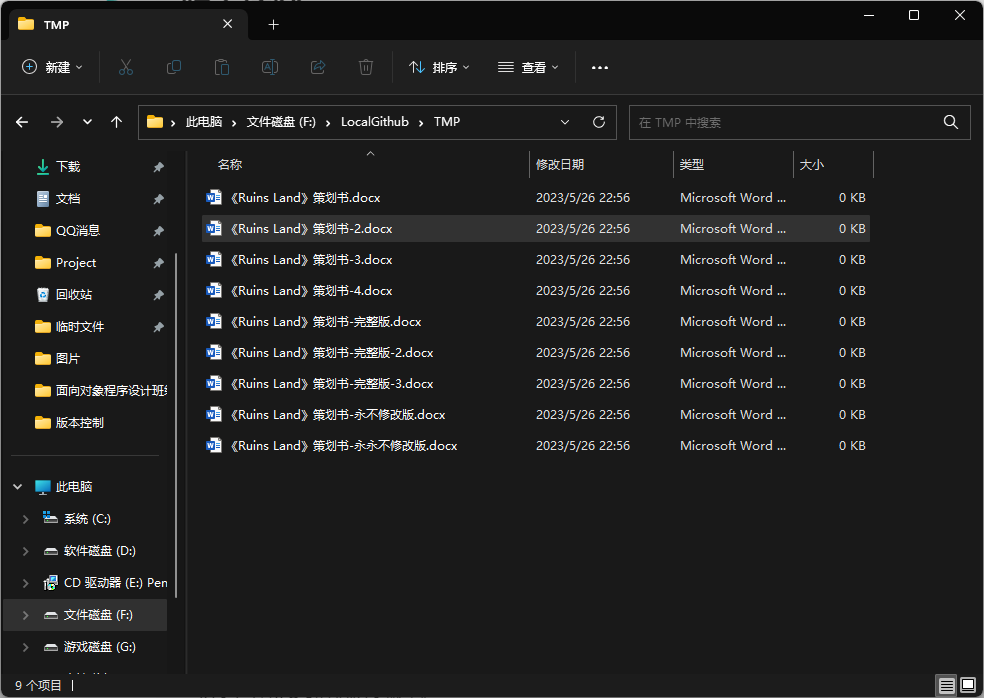 TMP
新建
排序
查看
此电脑 › 文件磁盘 (F:) › LocalGithub › TMP
在 TMP 中搜索
下载
文档
QQ消息
Project
回收站
临时文件
图片
面向对象程序设计班
版本控制
此电脑
系统 (C:)
软件磁盘 (D:)
CD 驱动器 (E:) Pen
文件磁盘 (F:)
游戏磁盘 (G:)
名称 修改日期 类型 大小
《Ruins Land》策划书.docx 2023/5/26 22:56 Microsoft Word ... 0 KB
《Ruins Land》策划书-2.docx 2023/5/26 22:56 Microsoft Word ... 0 KB
《Ruins Land》策划书-3.docx 2023/5/26 22:56 Microsoft Word ... 0 KB
《Ruins Land》策划书-4.docx 2023/5/26 22:56 Microsoft Word ... 0 KB
《Ruins Land》策划书-完整版.docx 2023/5/26 22:56 Microsoft Word ... 0 KB
《Ruins Land》策划书-完整版-2.docx 2023/5/26 22:56 Microsoft Word ... 0 KB
《Ruins Land》策划书-完整版-3.docx 2023/5/26 22:56 Microsoft Word ... 0 KB
《Ruins Land》策划书-永不修改版.docx 2023/5/26 22:56 Microsoft Word ... 0 KB
《Ruins Land》策划书-永永不修改版.docx 2023/5/26 22:56 Microsoft Word ... 0 KB
9 个项目